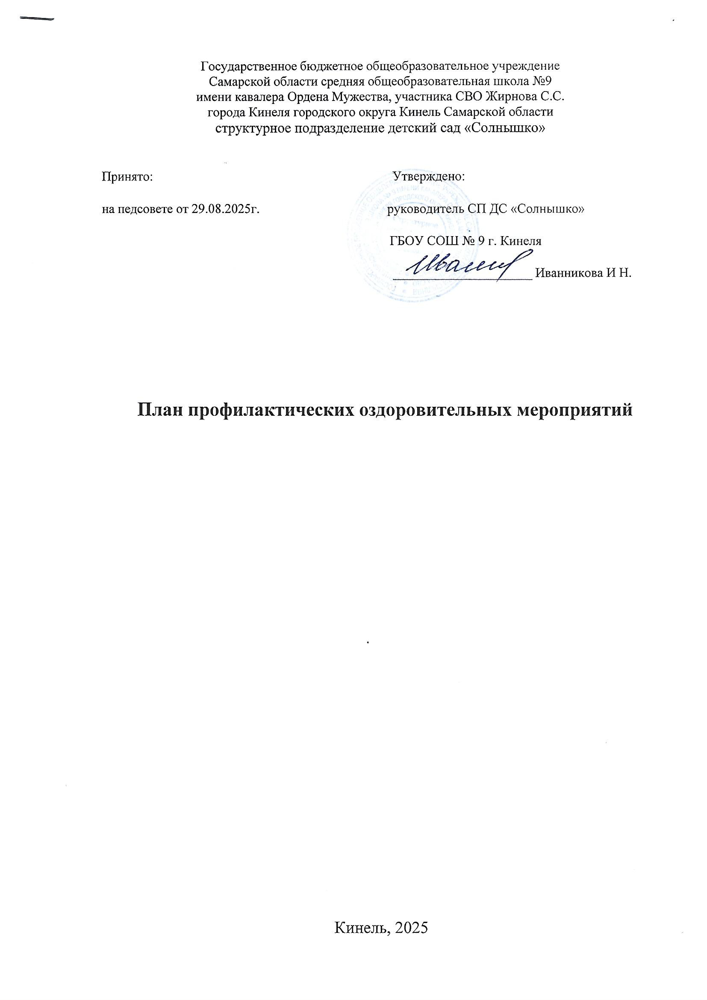 Государственное бюджетное общеобразовательное учреждение
Самарской области средняя общеобразовательная школа №9
имени кавалера Ордена Мужества, участника СВО Жирнова С.С.
города Кинеля городского округа Кинель Самарской области
структурное подразделение детский сад «Солнышко»
Принято:
Утверждено:
на педсовете от 29.08.2025г.
руководитель СП ДС «Солнышко»
ГБОУ СОШ № 9 г. Кинеля
Иванникова И Н.
План профилактических оздоровительных мероприятий
Кинель, 2025